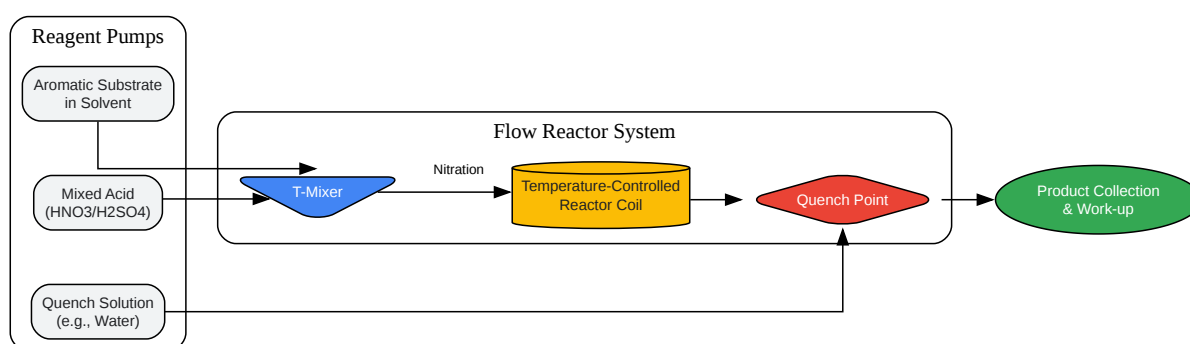 Reagent Pumps
Aromatic Substrate
in Solvent
Mixed Acid
(HNO3/H2SO4)
Quench Solution
(e.g., Water)
Flow Reactor System
T-Mixer
Nitration
Temperature-Controlled
Reactor Coil
Quench Point
Product Collection
& Work-up